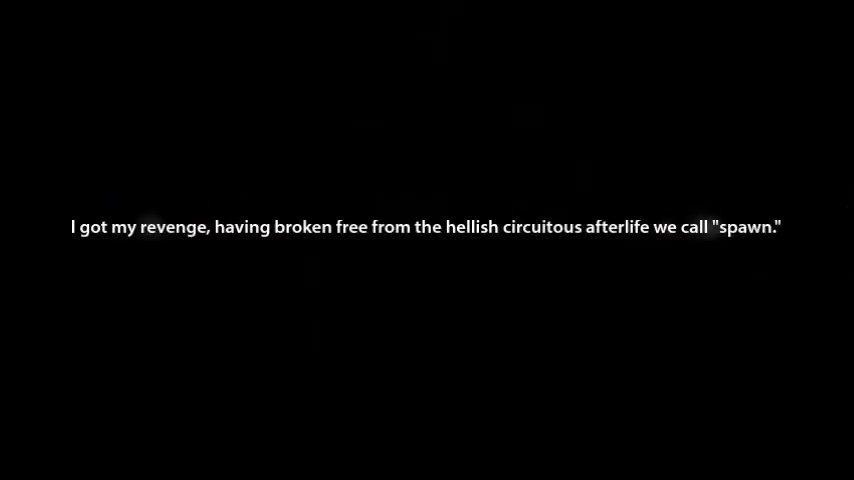 I got my revenge, having broken free from the hellish circuitous afterlife we call "spawn."